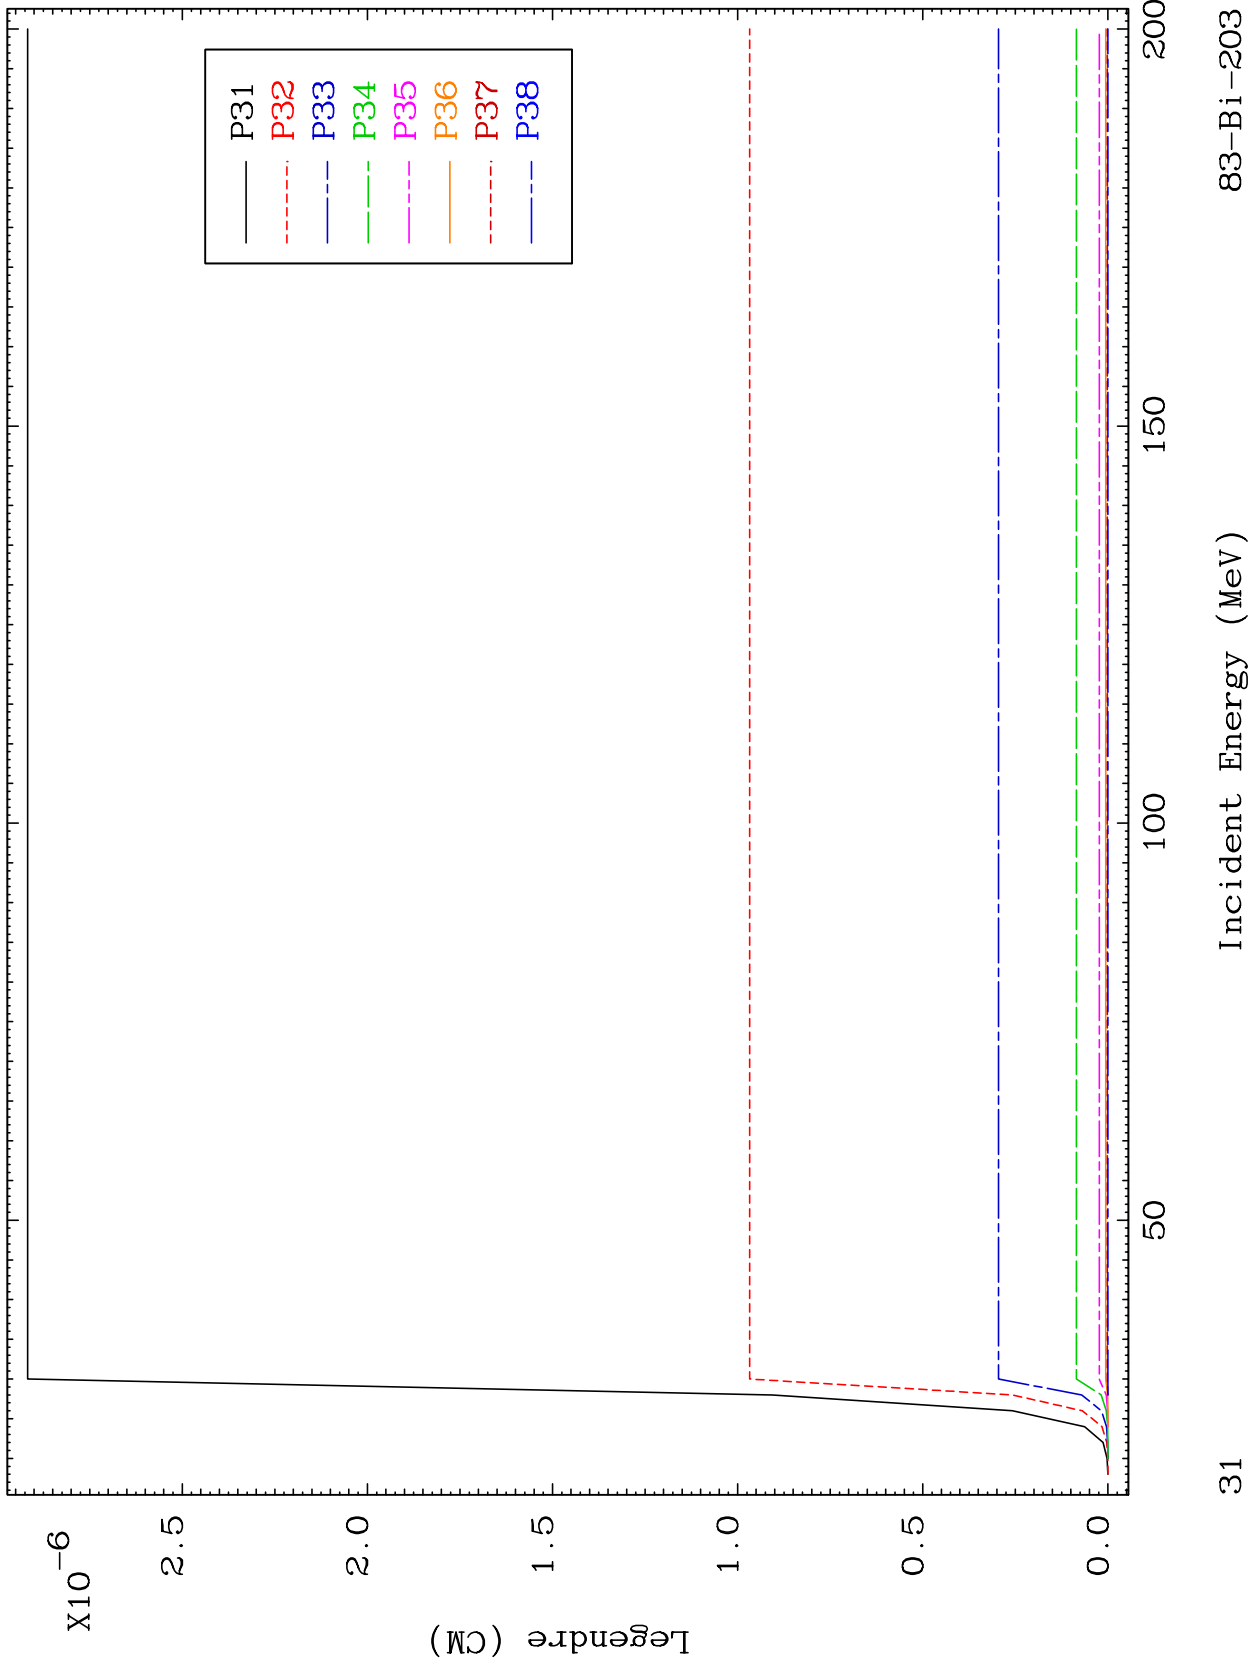 X10 -6
2.5
2.0
1.5
1.0
0.5
0.0
Legendre (CM)
P31
P32
P33
P34
P35
P36
P37
P38
50
100
150
200
31
Incident Energy (MeV)
83-Bi-203